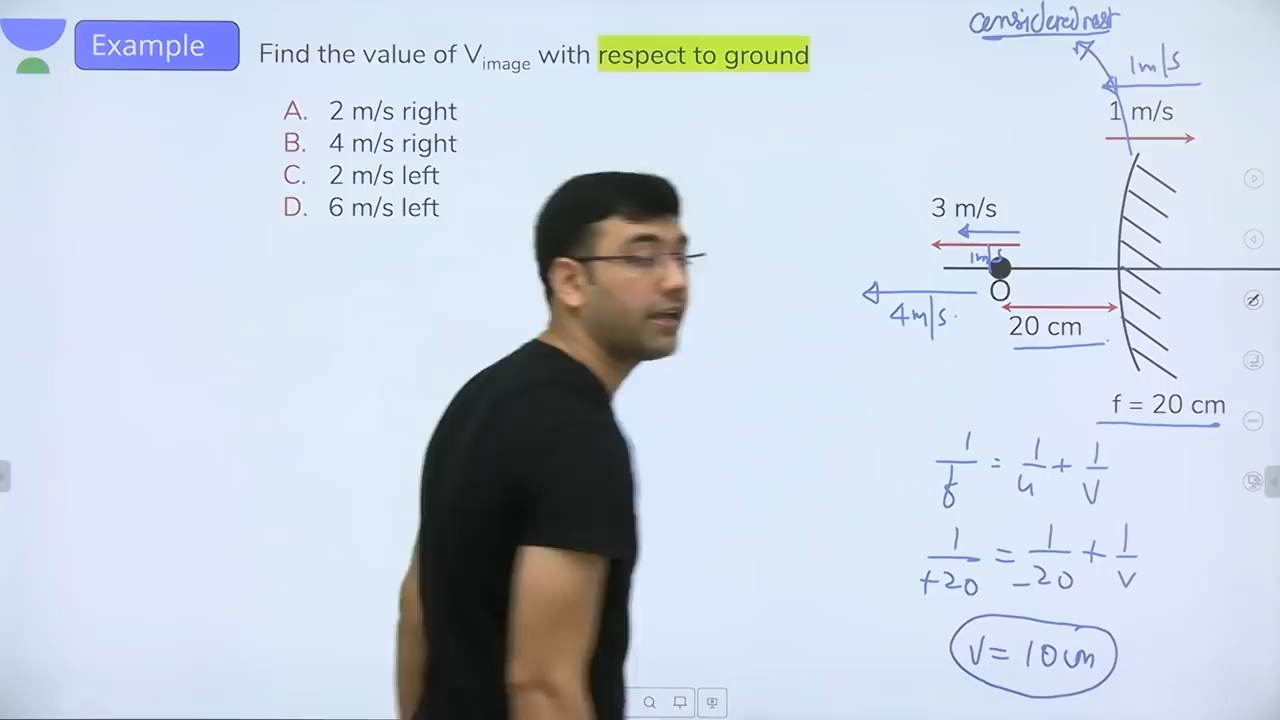 Example
Find the value of Vimage with respect to ground
A. 2 m/s right
B. 4 m/s right
C. 2 m/s left
D. 6 m/s left
considered rest
1m/s
1 m/s
3 m/s
1m/s
O
4m/s.
20 cm
f = 20 cm
1/f = 1/u + 1/v
1/+20 = 1/-20 + 1/v
v = 10 cm